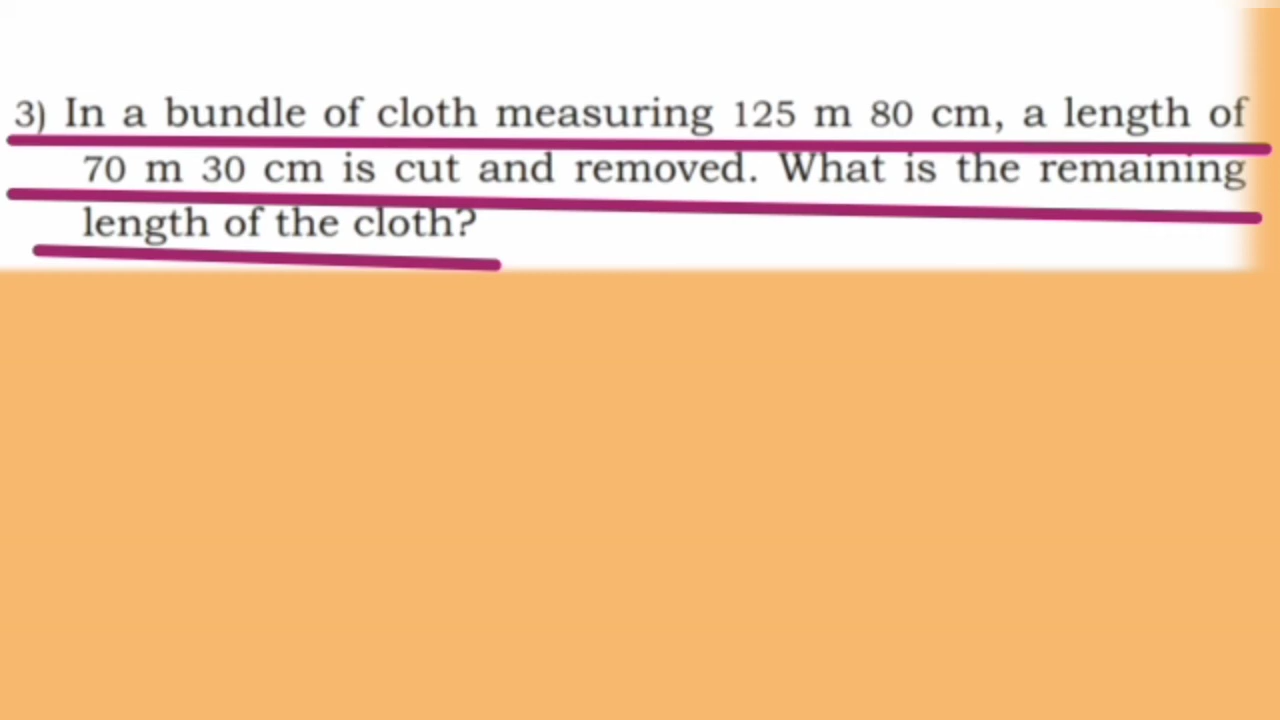 3) In a bundle of cloth measuring 125 m 80 cm, a length of
70 m 30 cm is cut and removed. What is the remaining
length of the cloth?